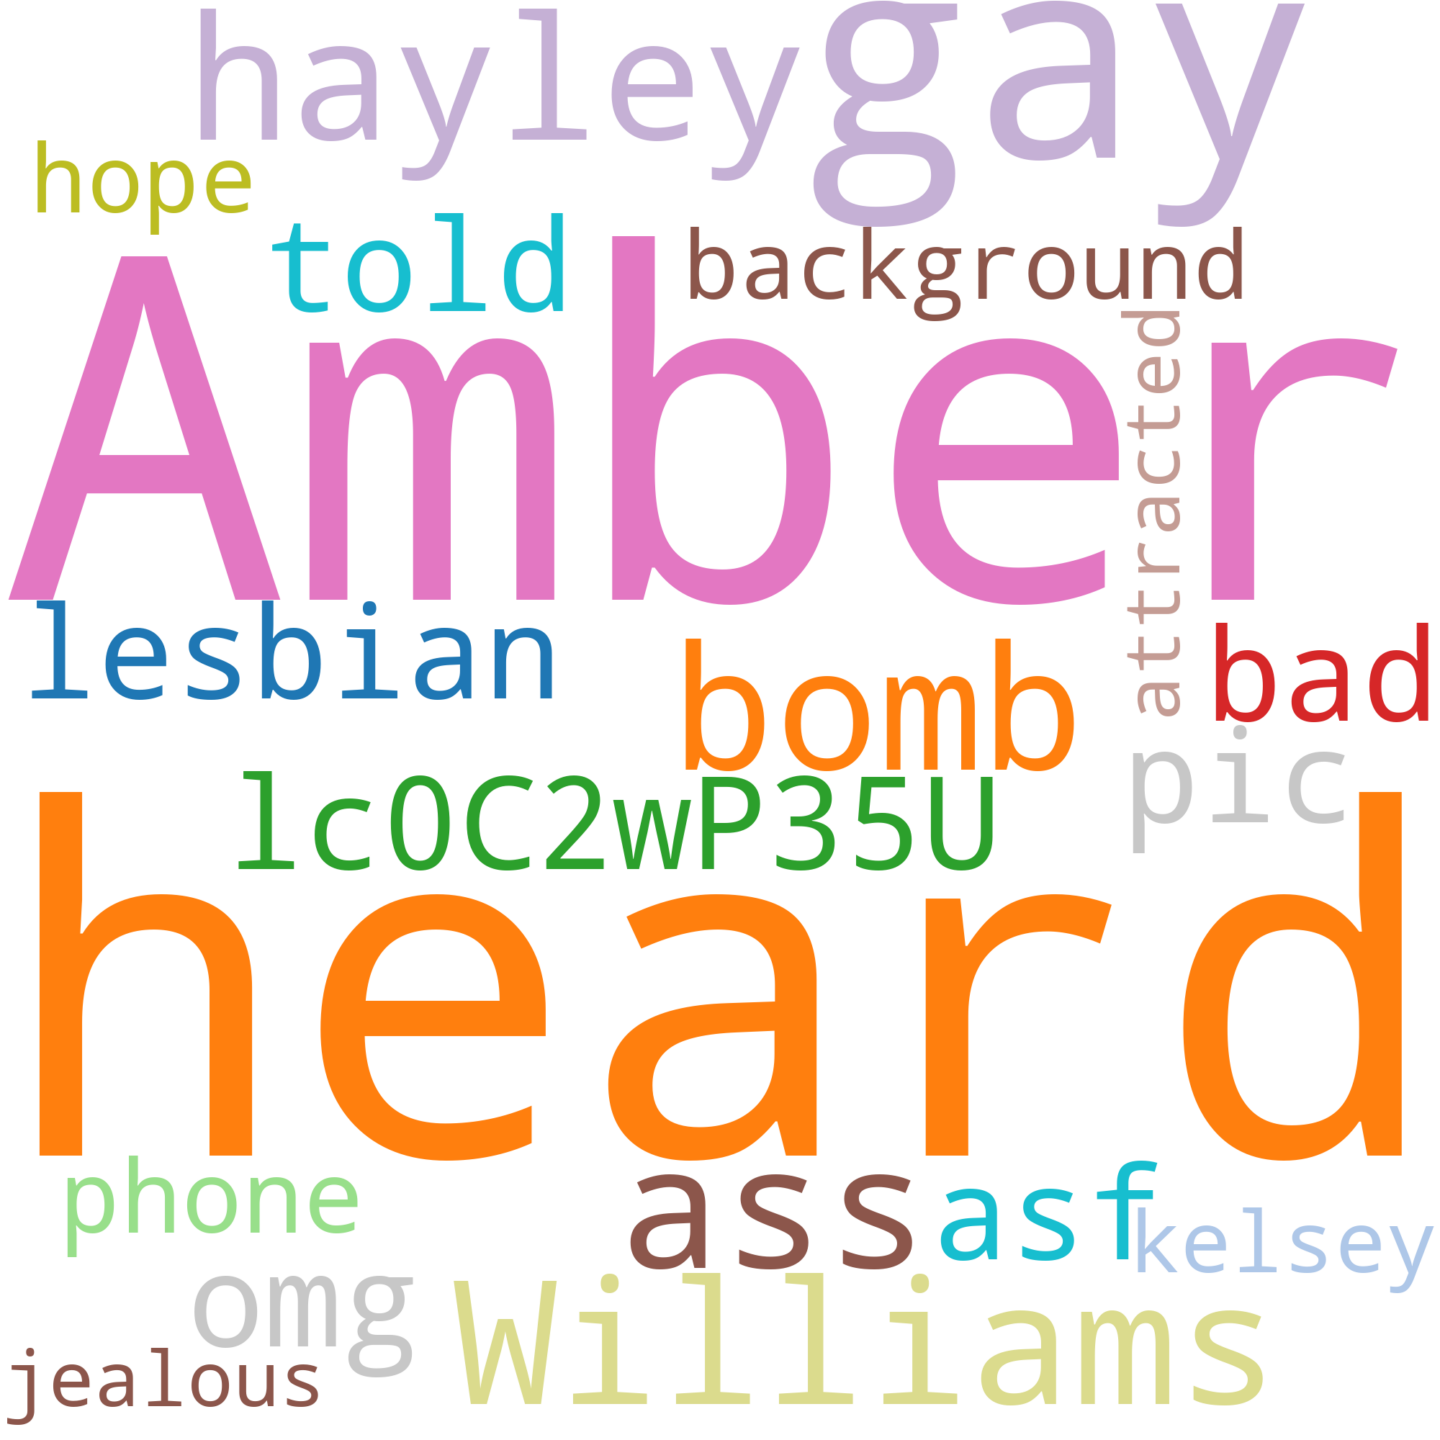 hayley gay
hope
told background
Amber
attracted
lesbian bomb bad
pic
lc0C2wP35U
heard
phone ass asf
kelsey
omg Williams
jealous